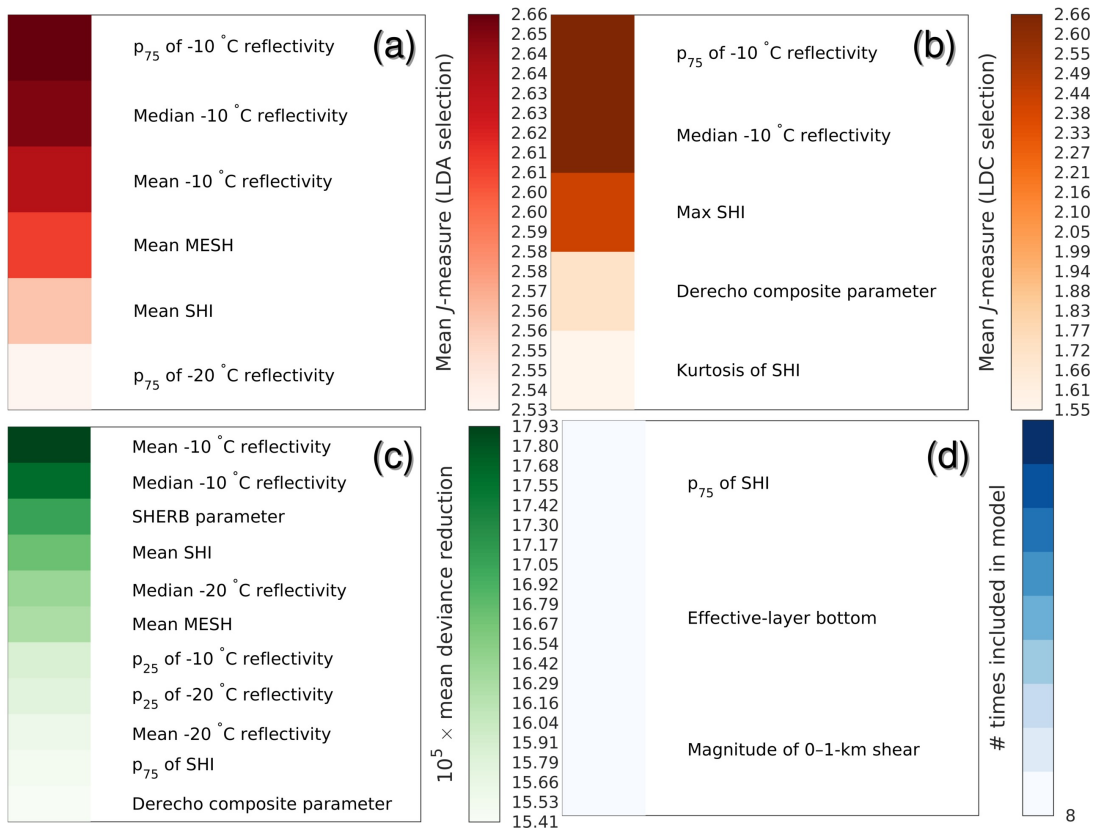 (a)
p75 of -10 °C reflectivity
Median -10 °C reflectivity
Mean -10 °C reflectivity
Mean MESH
Mean SHI
p75 of -20 °C reflectivity
Mean J-measure (LDA selection)
2.66
2.65
2.65
2.64
2.64
2.63
2.63
2.62
2.61
2.61
2.60
2.60
2.59
2.58
2.58
2.57
2.56
2.56
2.55
2.55
2.54
2.53
(b)
p75 of -10 °C reflectivity
Median -10 °C reflectivity
Max SHI
Derecho composite parameter
Kurtosis of SHI
Mean J-measure (LDC selection)
2.66
2.60
2.55
2.49
2.44
2.38
2.33
2.27
2.21
2.16
2.10
2.05
1.99
1.94
1.88
1.83
1.77
1.72
1.66
1.61
1.55
(c)
Mean -10 °C reflectivity
Median -10 °C reflectivity
SHERB parameter
Mean SHI
Median -20 °C reflectivity
Mean MESH
p25 of -10 °C reflectivity
p25 of -20 °C reflectivity
Mean -20 °C reflectivity
p75 of SHI
Derecho composite parameter
10⁵ × mean deviance reduction
17.93
17.80
17.68
17.55
17.42
17.30
17.17
17.05
16.92
16.79
16.67
16.54
16.42
16.29
16.16
16.04
15.91
15.79
15.66
15.53
15.41
(d)
p75 of SHI
Effective-layer bottom
Magnitude of 0–1-km shear
# times included in model
8